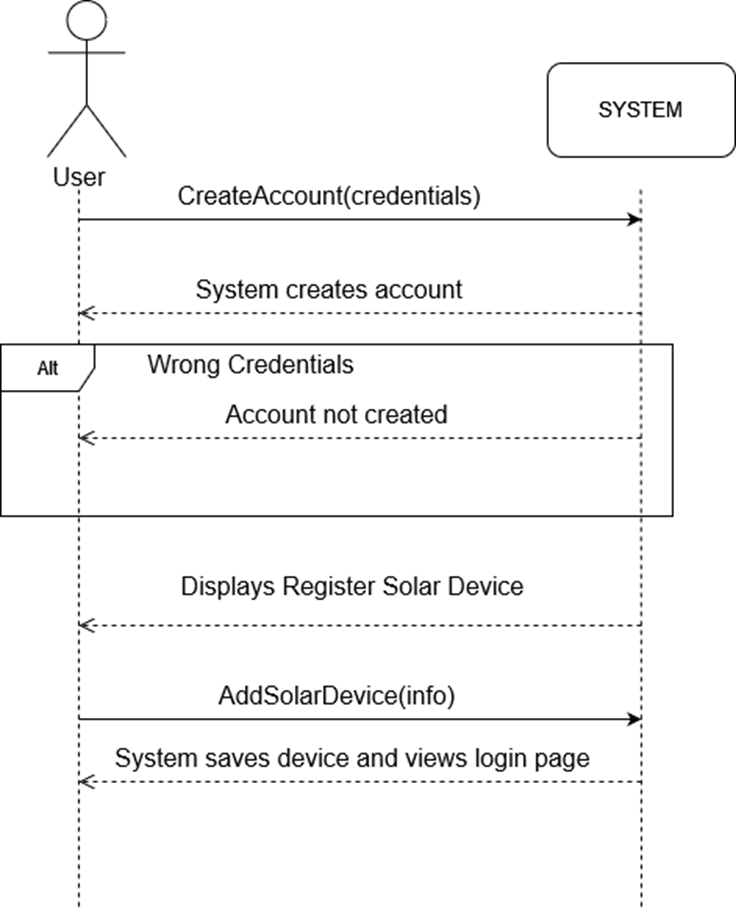 SYSTEM
User
CreateAccount(credentials)
System creates account
Alt
Wrong Credentials
Account not created
Displays Register Solar Device
AddSolarDevice(info)
System saves device and views login page